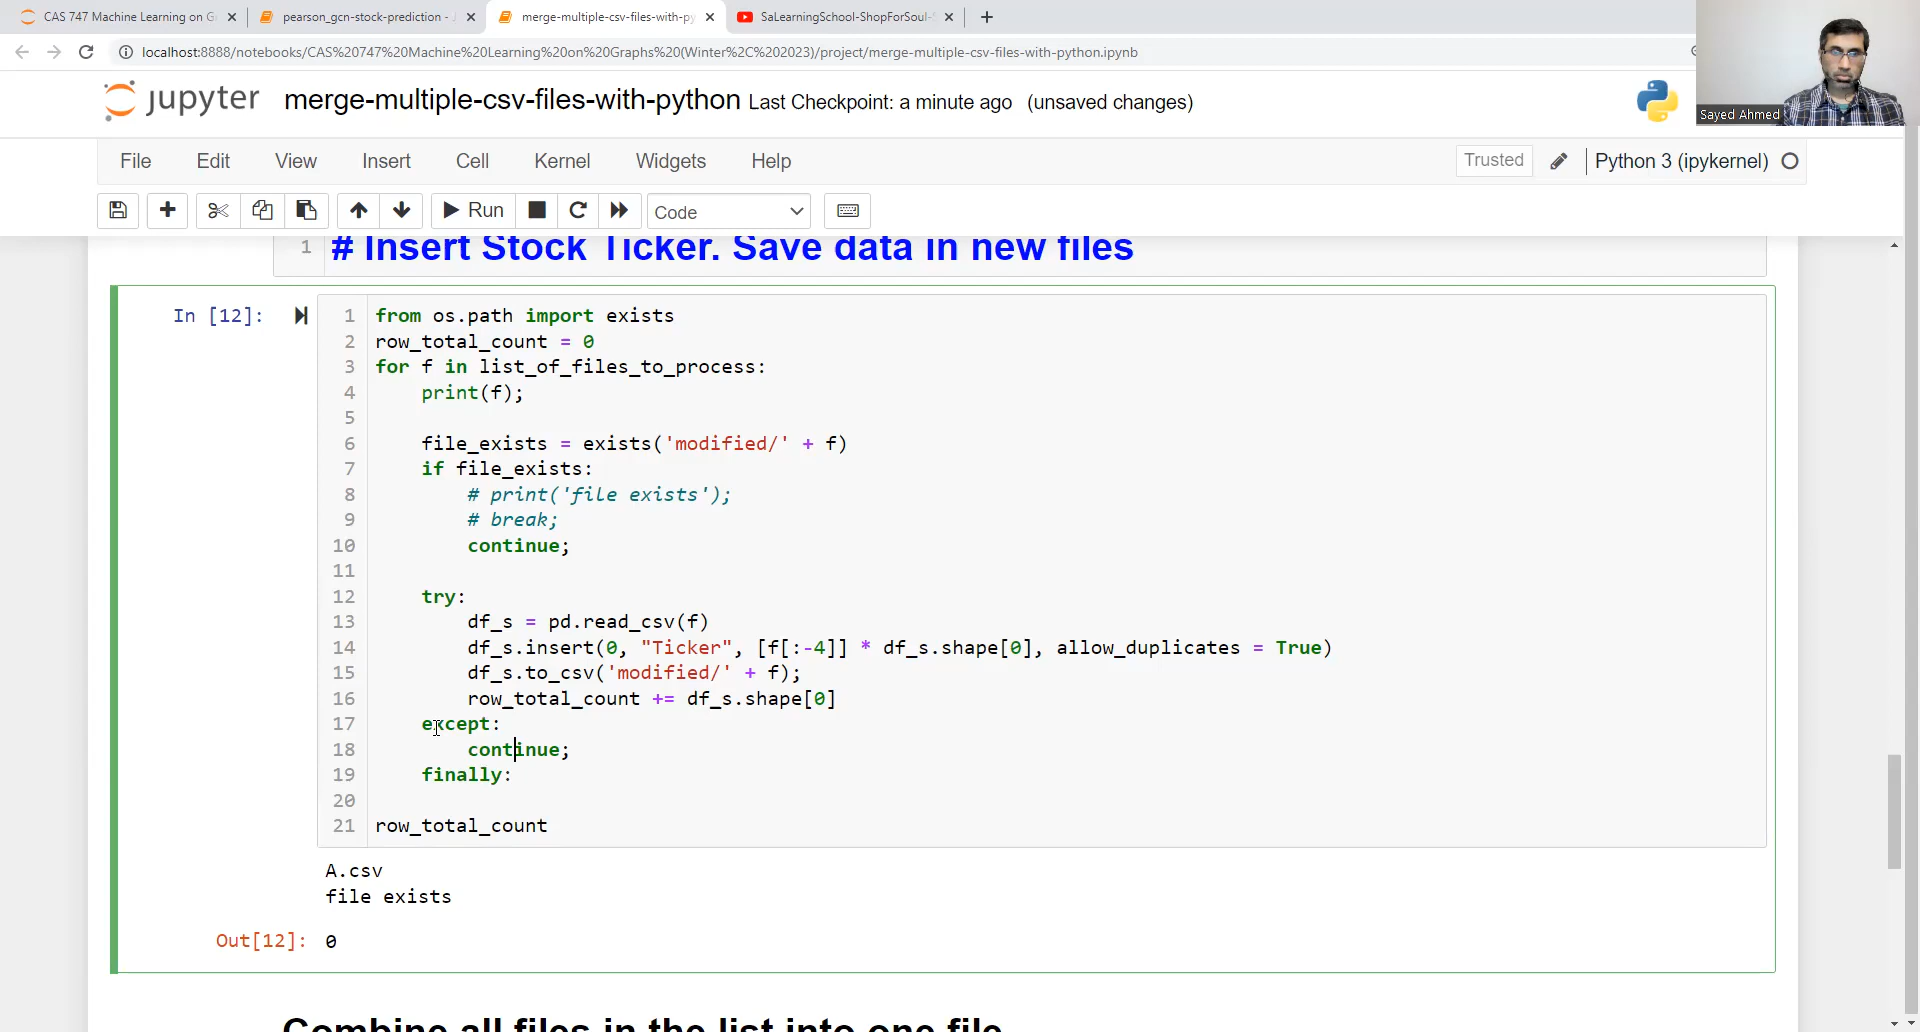 CAS 747 Machine Learning on G
pearson_gcn-stock-prediction - J
merge-multiple-csv-files-with-py
SaLearningSchool-ShopForSoul-
localhost:8888/notebooks/CAS%20747%20Machine%20Learning%20on%20Graphs%20(Winter%2C%202023)/project/merge-multiple-csv-files-with-python.ipynb
jupyter merge-multiple-csv-files-with-python Last Checkpoint: a minute ago (unsaved changes)
Sayed Ahmed
File Edit View Insert Cell Kernel Widgets Help
Trusted Python 3 (ipykernel)
Run Code
1 # Insert Stock Ticker. Save data in new files
In [12]:
1 from os.path import exists
2 row_total_count = 0
3 for f in list_of_files_to_process:
4 print(f);
5
6 file_exists = exists('modified/' + f)
7 if file_exists:
8 # print('file exists');
9 # break;
10 continue;
11
12 try:
13 df_s = pd.read_csv(f)
14 df_s.insert(0, "Ticker", [f[:-4]] * df_s.shape[0], allow_duplicates = True)
15 df_s.to_csv('modified/' + f);
16 row_total_count += df_s.shape[0]
17 except:
18 continue;
19 finally:
20
21 row_total_count
A.csv
file exists
Out[12]: 0
Combine all files in the list into one file